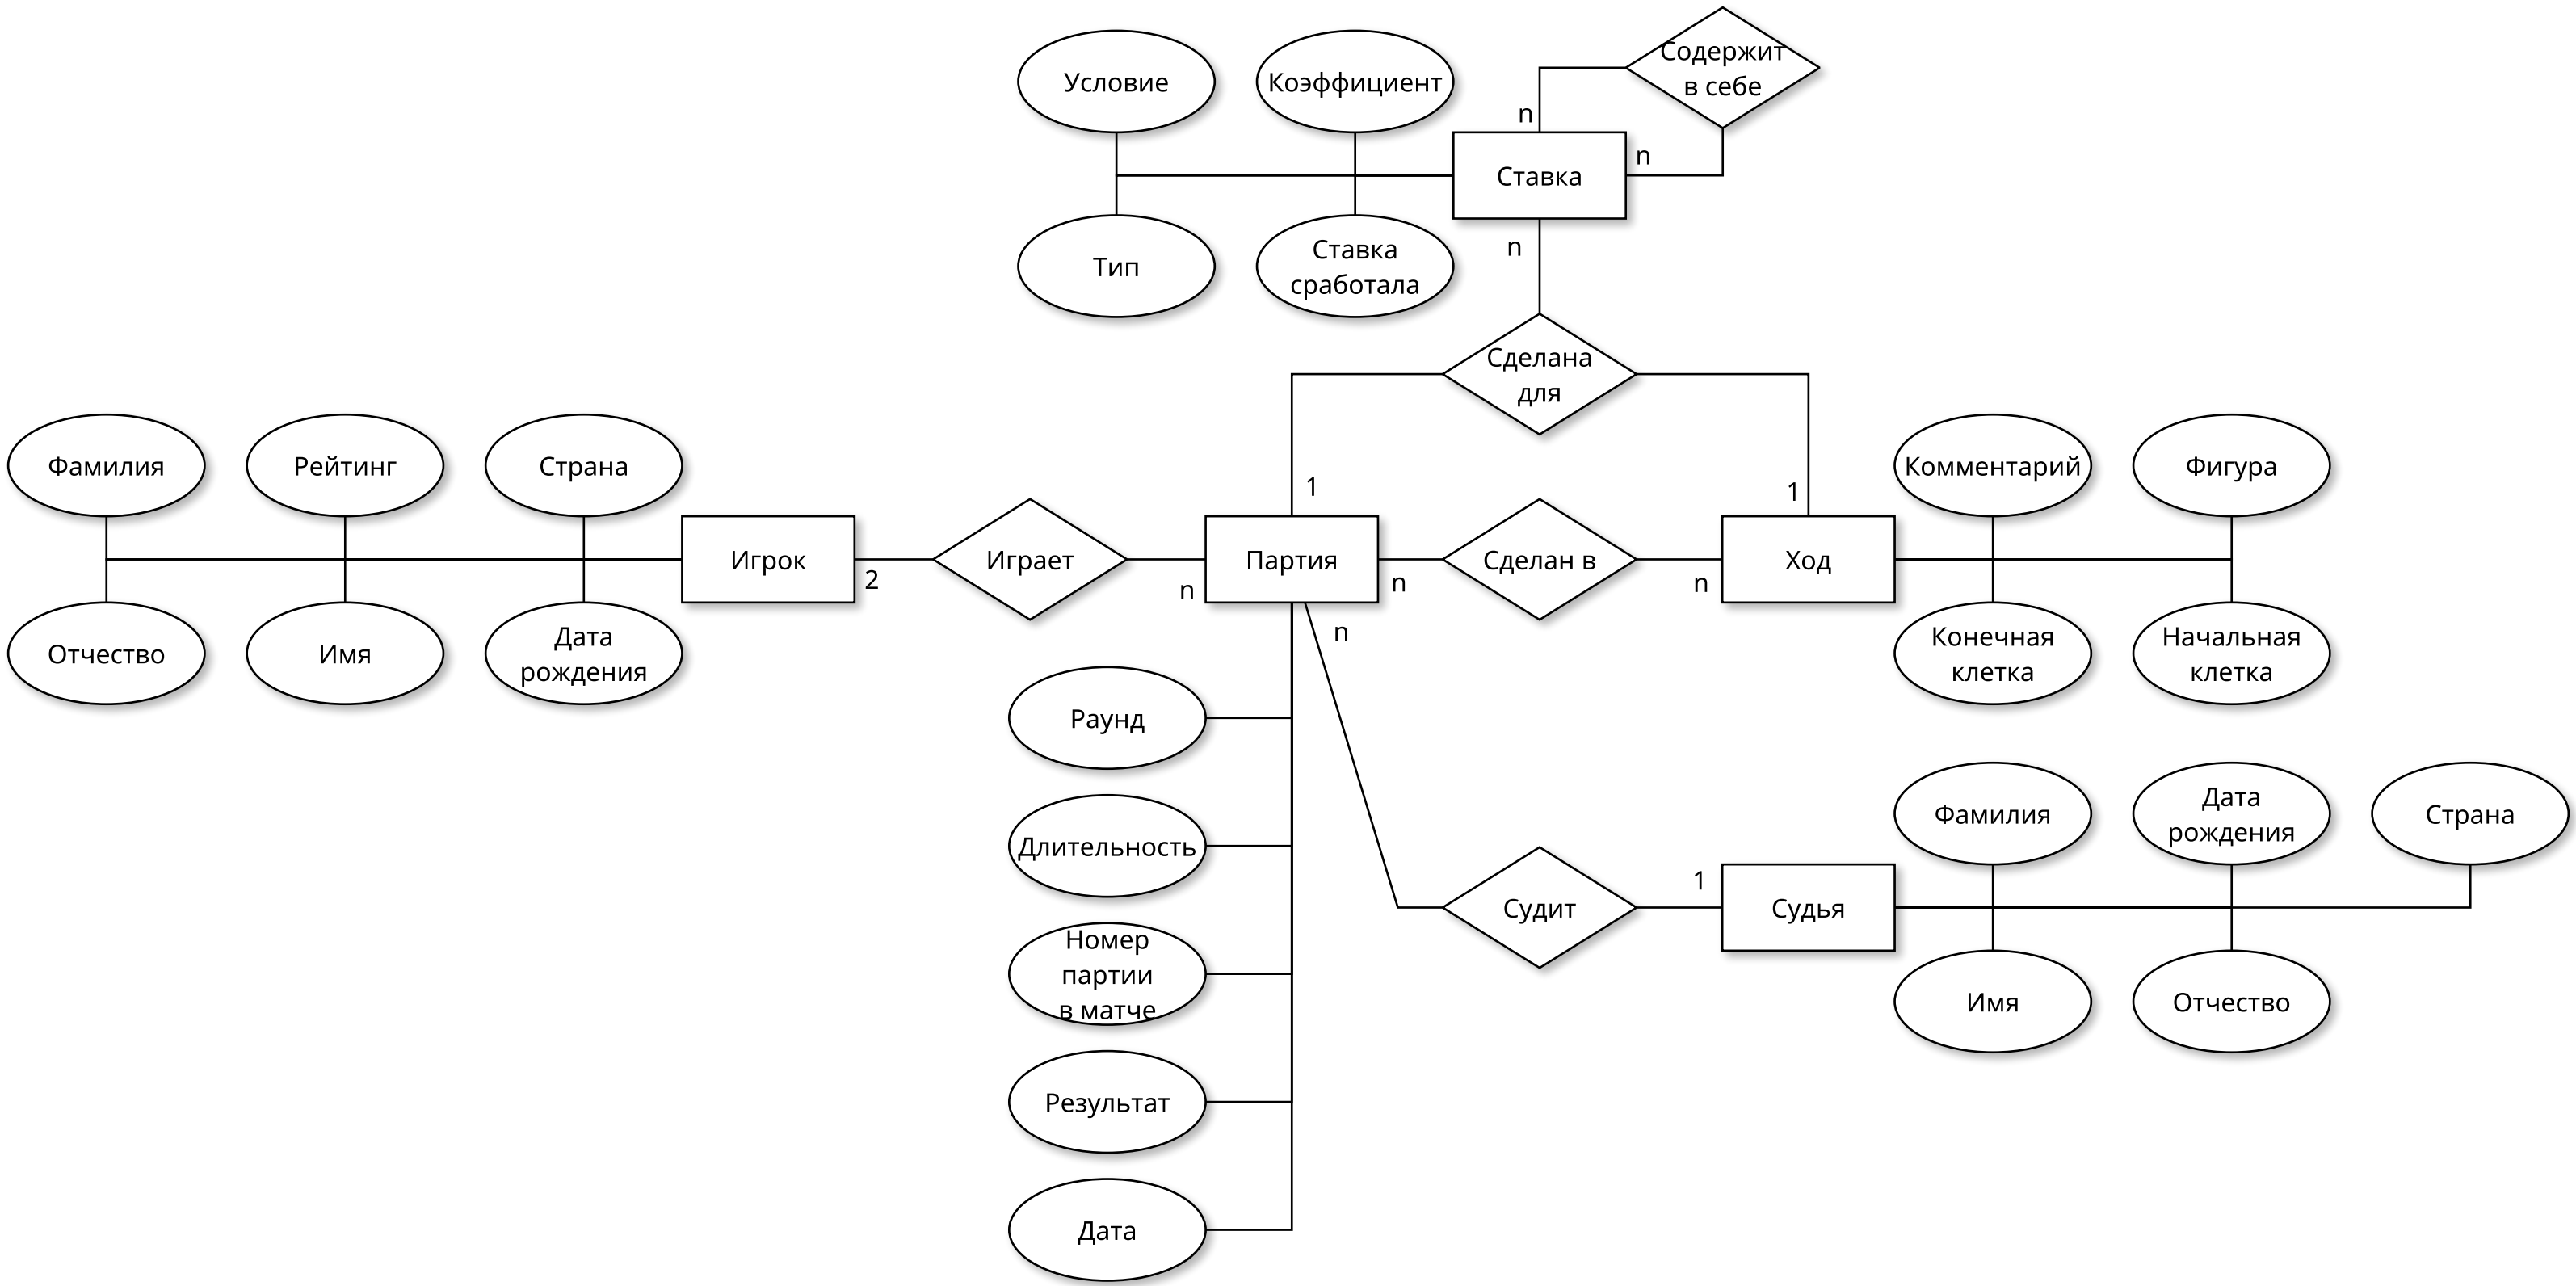 Содержит
в себе
Условие
Коэффициент
n
n
Ставка
Тип
Ставка
сработала
n
Сделана
для
1
1
Фамилия
Рейтинг
Страна
Комментарий
Фигура
Игрок
2
Играет
n
Партия
n
Сделан в
n
Ход
Отчество
Имя
Дата
рождения
n
Конечная
клетка
Начальная
клетка
Раунд
Длительность
Фамилия
Дата
рождения
Страна
Судит
1
Судья
Номер
партии
в матче
Имя
Отчество
Результат
Дата